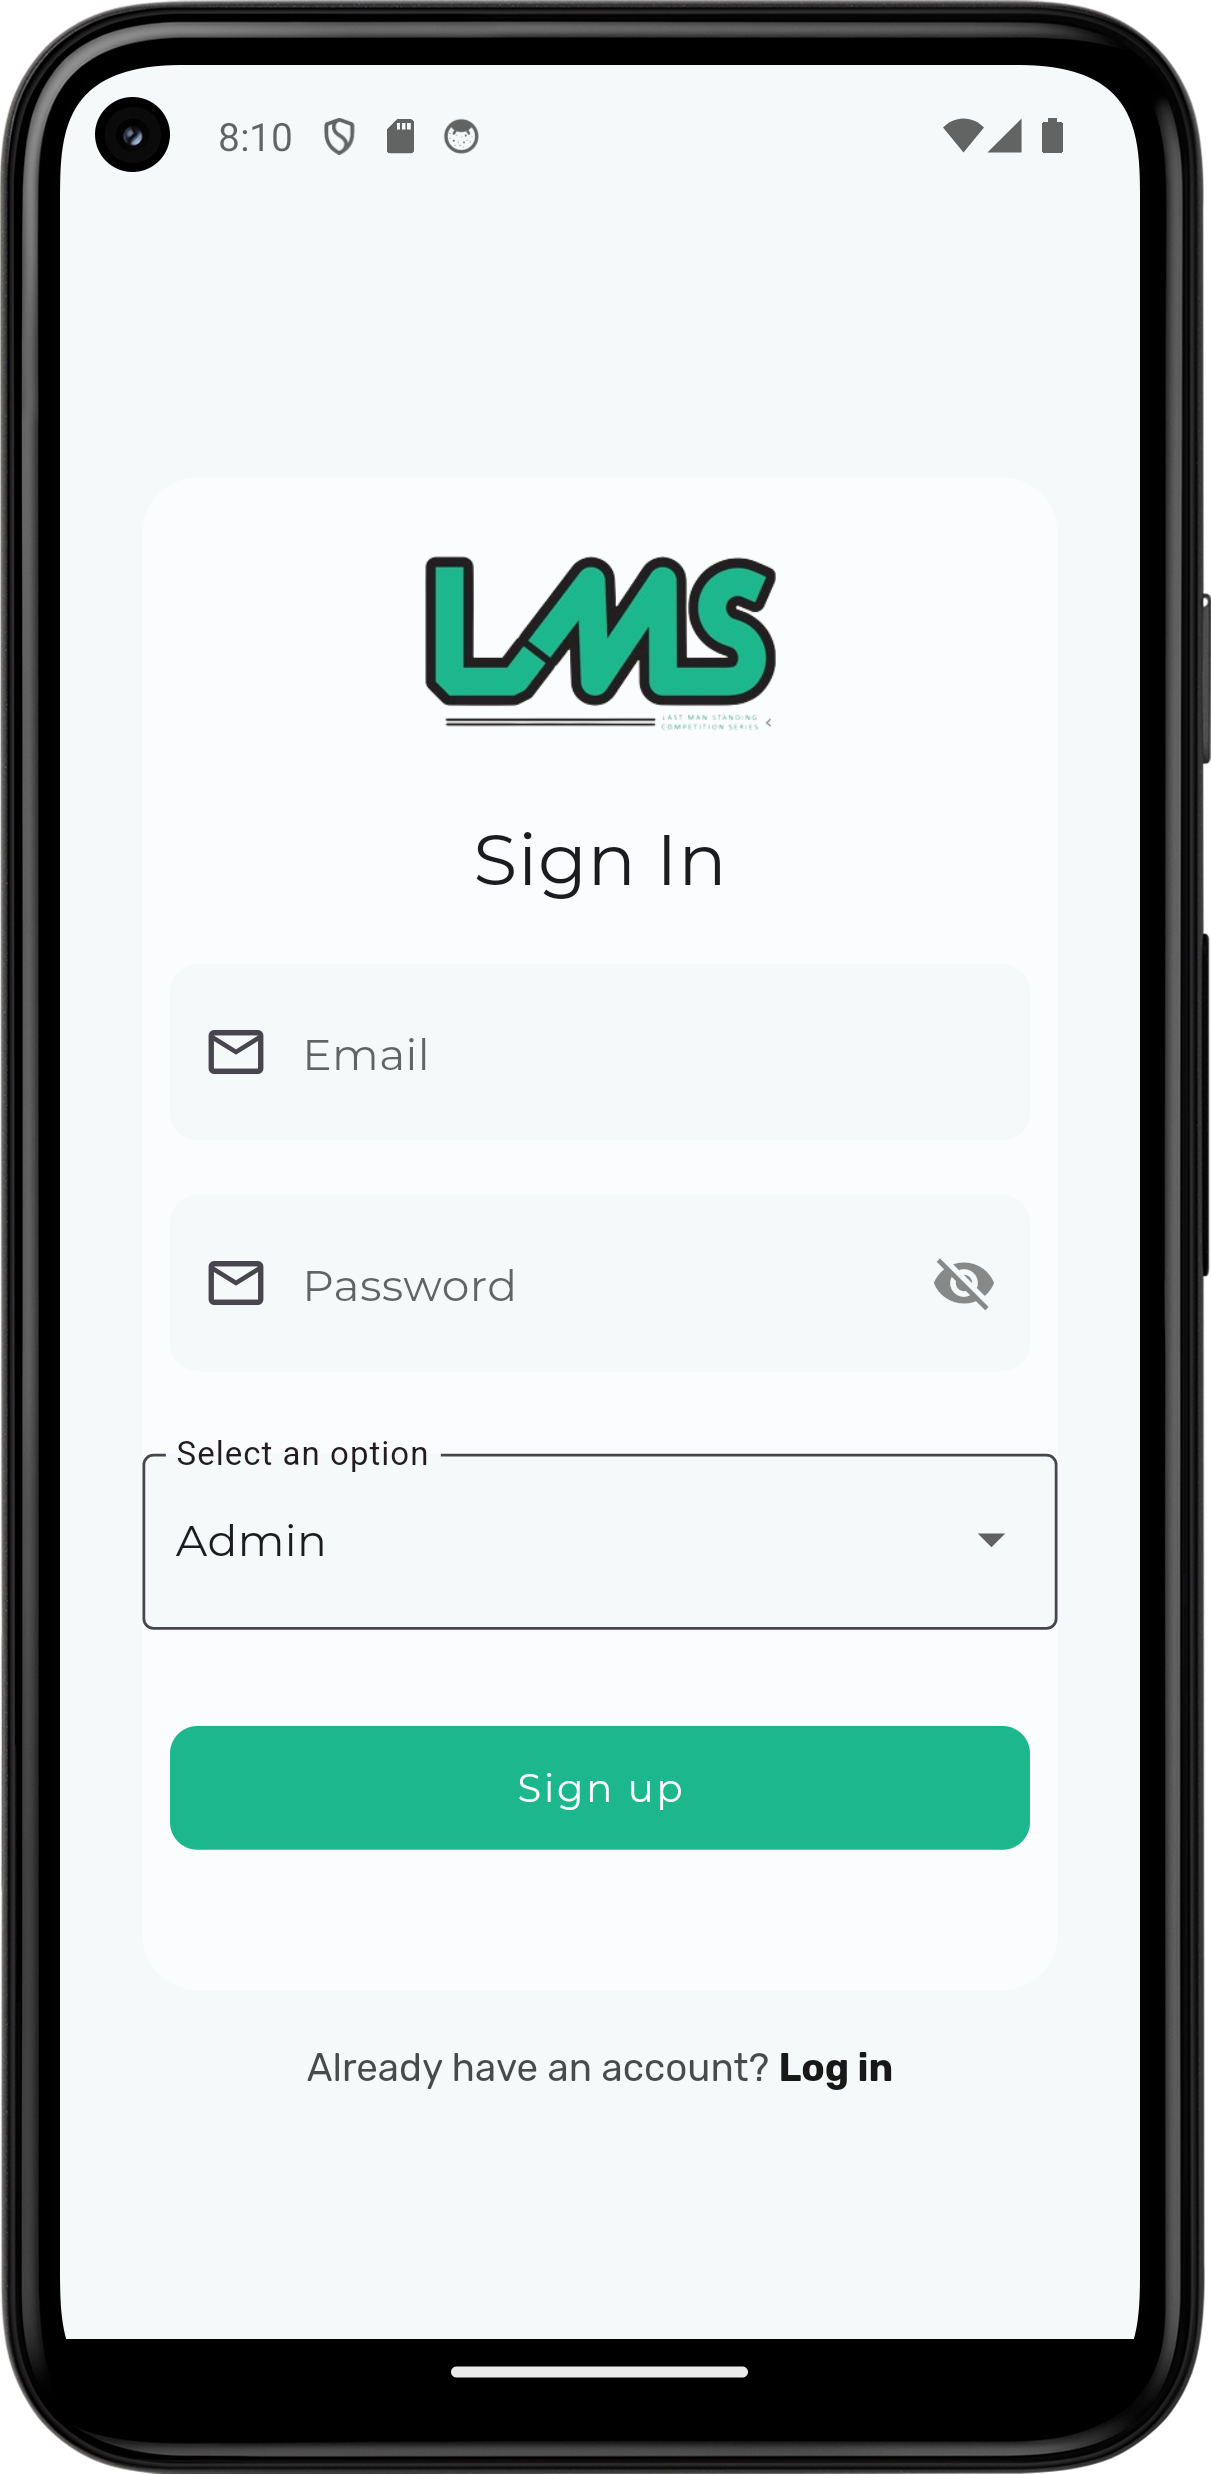 8:10
LMS
LAST MAN STANDING
COMPETITION SERIES
Sign In
Email
Password
Select an option
Admin
Sign up
Already have an account? Log in